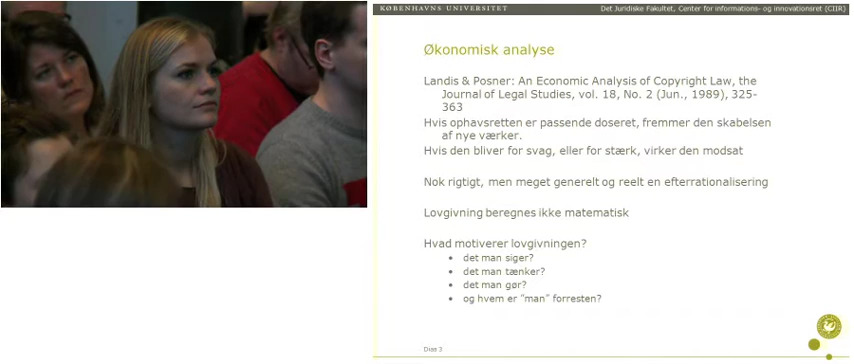 KØBENHAVNS UNIVERSITET
Det Juridiske Fakultet, Center for informations- og innovationsret (CIIR)
Økonomisk analyse
Landis & Posner: An Economic Analysis of Copyright Law, the
Journal of Legal Studies, vol. 18, No. 2 (Jun., 1989), 325-
363
Hvis ophavsretten er passende doseret, fremmer den skabelsen
af nye værker.
Hvis den bliver for svag, eller for stærk, virker den modsat
Nok rigtigt, men meget generelt og reelt en efterrationalisering
Lovgivning beregnes ikke matematisk
Hvad motiverer lovgivningen?
• det man siger?
• det man tænker?
• det man gør?
• og hvem er "man" forresten?
Dias 3